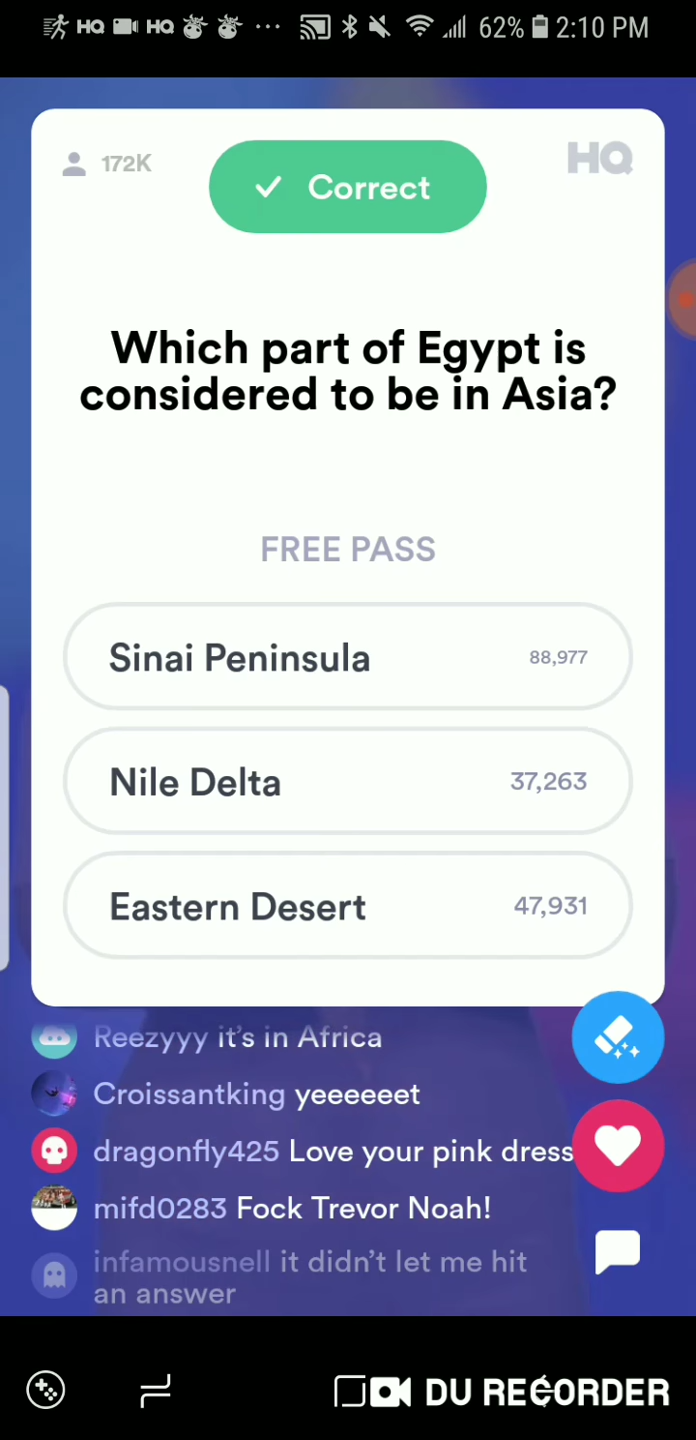 HQ HQ ... 62% 2:10 PM
172K
✓ Correct
HQ
Which part of Egypt is
considered to be in Asia?
FREE PASS
Sinai Peninsula 88,977
Nile Delta 37,263
Eastern Desert 47,931
Reezyyy it's in Africa
Croissantking yeeeeeet
dragonfly425 Love your pink dress
mifd0283 Fock Trevor Noah!
infamousnell it didn't let me hit
an answer
DU RECORDER